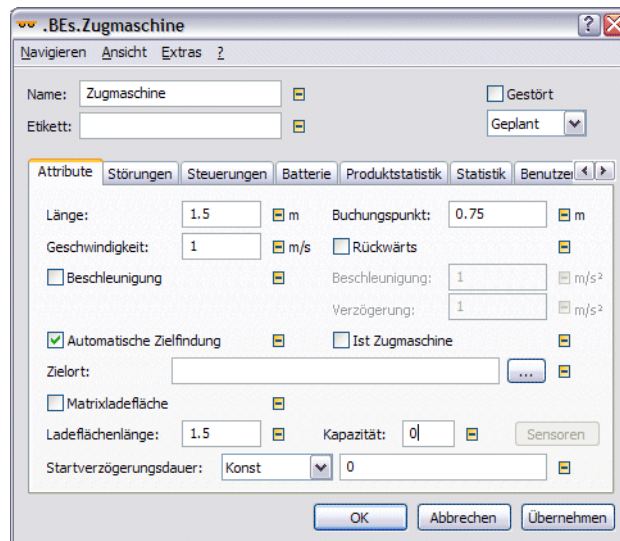 .BEs.Zugmaschine
Navigieren Ansicht Extras ?
Name: Zugmaschine Gestört
Etikett: Geplant
Attribute Störungen Steuerungen Batterie Produktstatistik Statistik Benutzer
Länge: 1.5 m Buchungspunkt: 0.75 m
Geschwindigkeit: 1 m/s Rückwärts
Beschleunigung Beschleunigung: 1 m/s²
Verzögerung: 1 m/s²
Automatische Zielfindung Ist Zugmaschine
Zielort: ...
Matrixladefläche
Ladeflächenlänge: 1.5 Kapazität: 0 Sensoren
Startverzögerungsdauer: Konst 0
OK Abbrechen Übernehmen